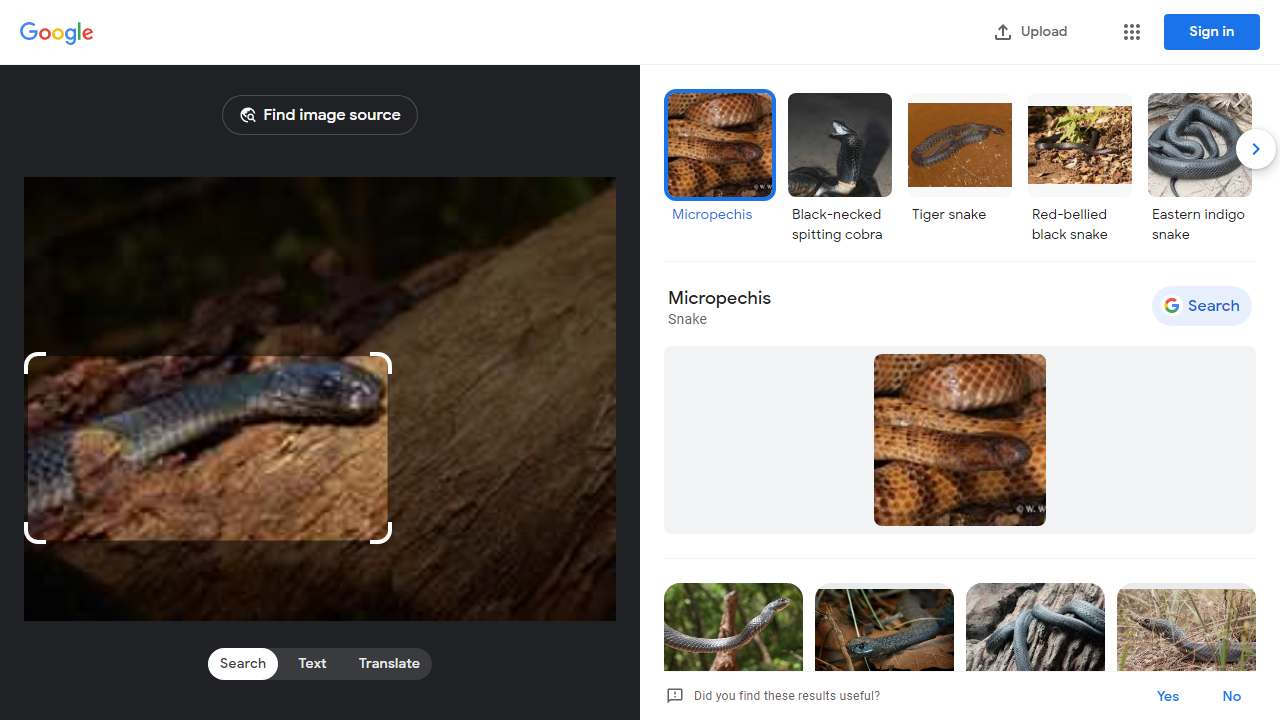 Google
Upload
Sign in
Find image source
Micropechis
Black-necked
spitting cobra
Tiger snake
Red-bellied
black snake
Eastern indigo
snake
Micropechis
Snake
Search
© W. W
Search
Text
Translate
Did you find these results useful?
Yes
No